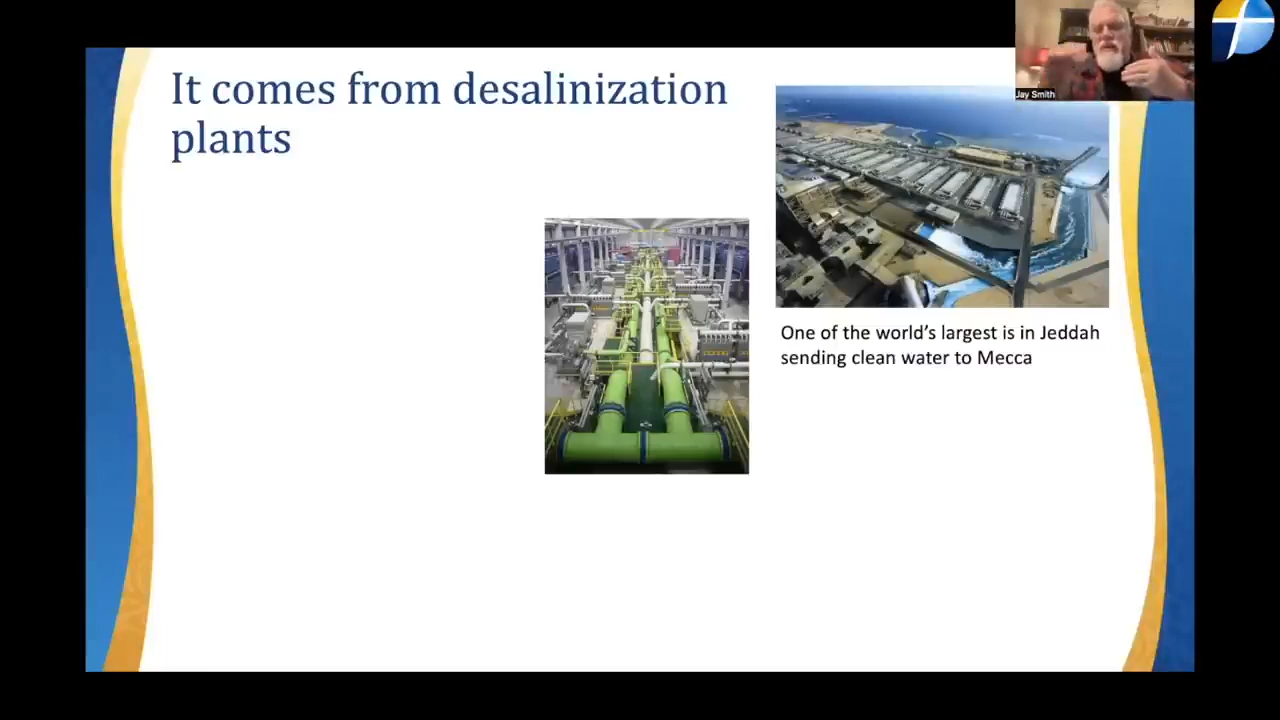 It comes from desalinization
plants
Jay Smith
One of the world's largest is in Jeddah
sending clean water to Mecca